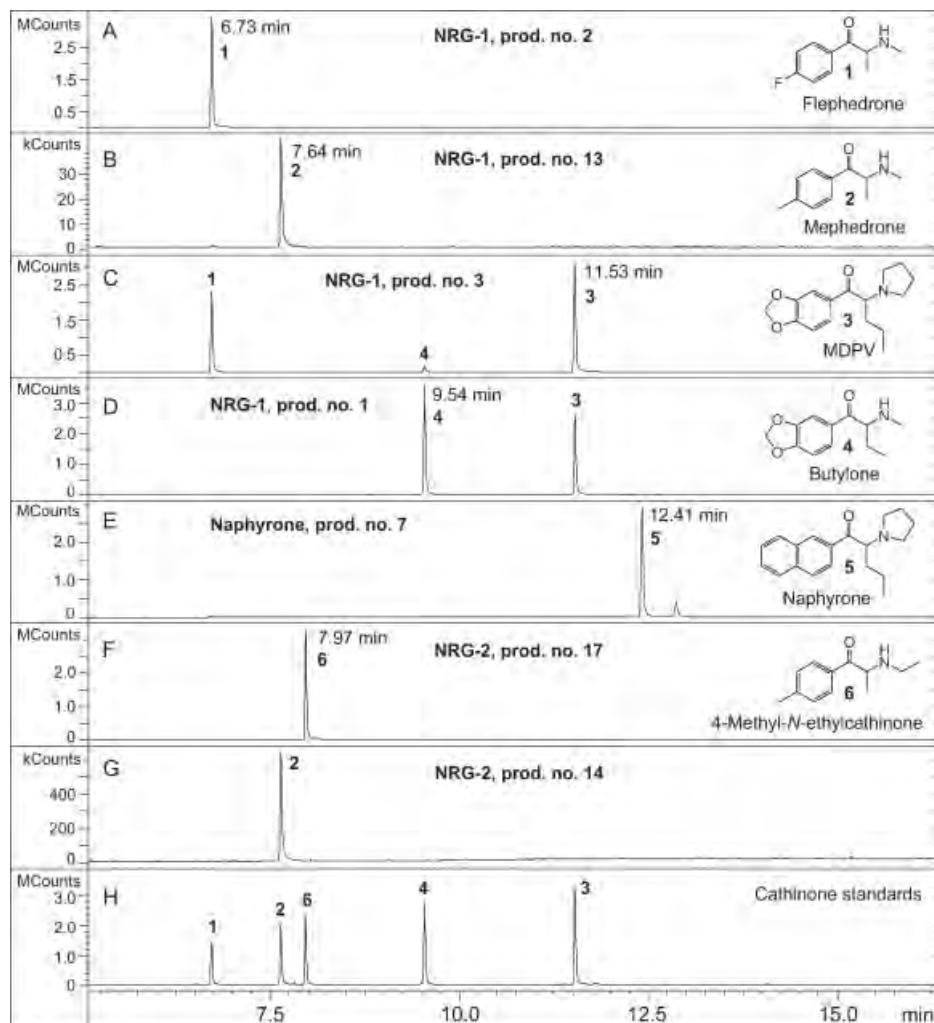 MCounts
A
6.73 min
1
NRG-1, prod. no. 2
2.5
1.5
0.5
O
H
N
F
1
Flephedrone
kCounts
B
7.64 min
2
NRG-1, prod. no. 13
30
20
10
0
O
H
N
2
Mephedrone
MCounts
C
1
NRG-1, prod. no. 3
11.53 min
3
4
2.5
1.5
0.5
O
N
O
O
3
MDPV
MCounts
D
NRG-1, prod. no. 1
9.54 min
4
3
3.0
2.0
1.0
0
O
H
N
O
O
4
Butylone
MCounts
E
Naphyrone, prod. no. 7
12.41 min
5
2.0
1.0
0
O
N
5
Naphyrone
MCounts
F
7.97 min
6
NRG-2, prod. no. 17
2.0
1.0
0
O
H
N
6
4-Methyl-N-ethylcathinone
kCounts
G
2
NRG-2, prod. no. 14
400
200
0
MCounts
H
1
2
6
4
3
Cathinone standards
3.0
2.0
1.0
0
7.5
10.0
12.5
15.0
min